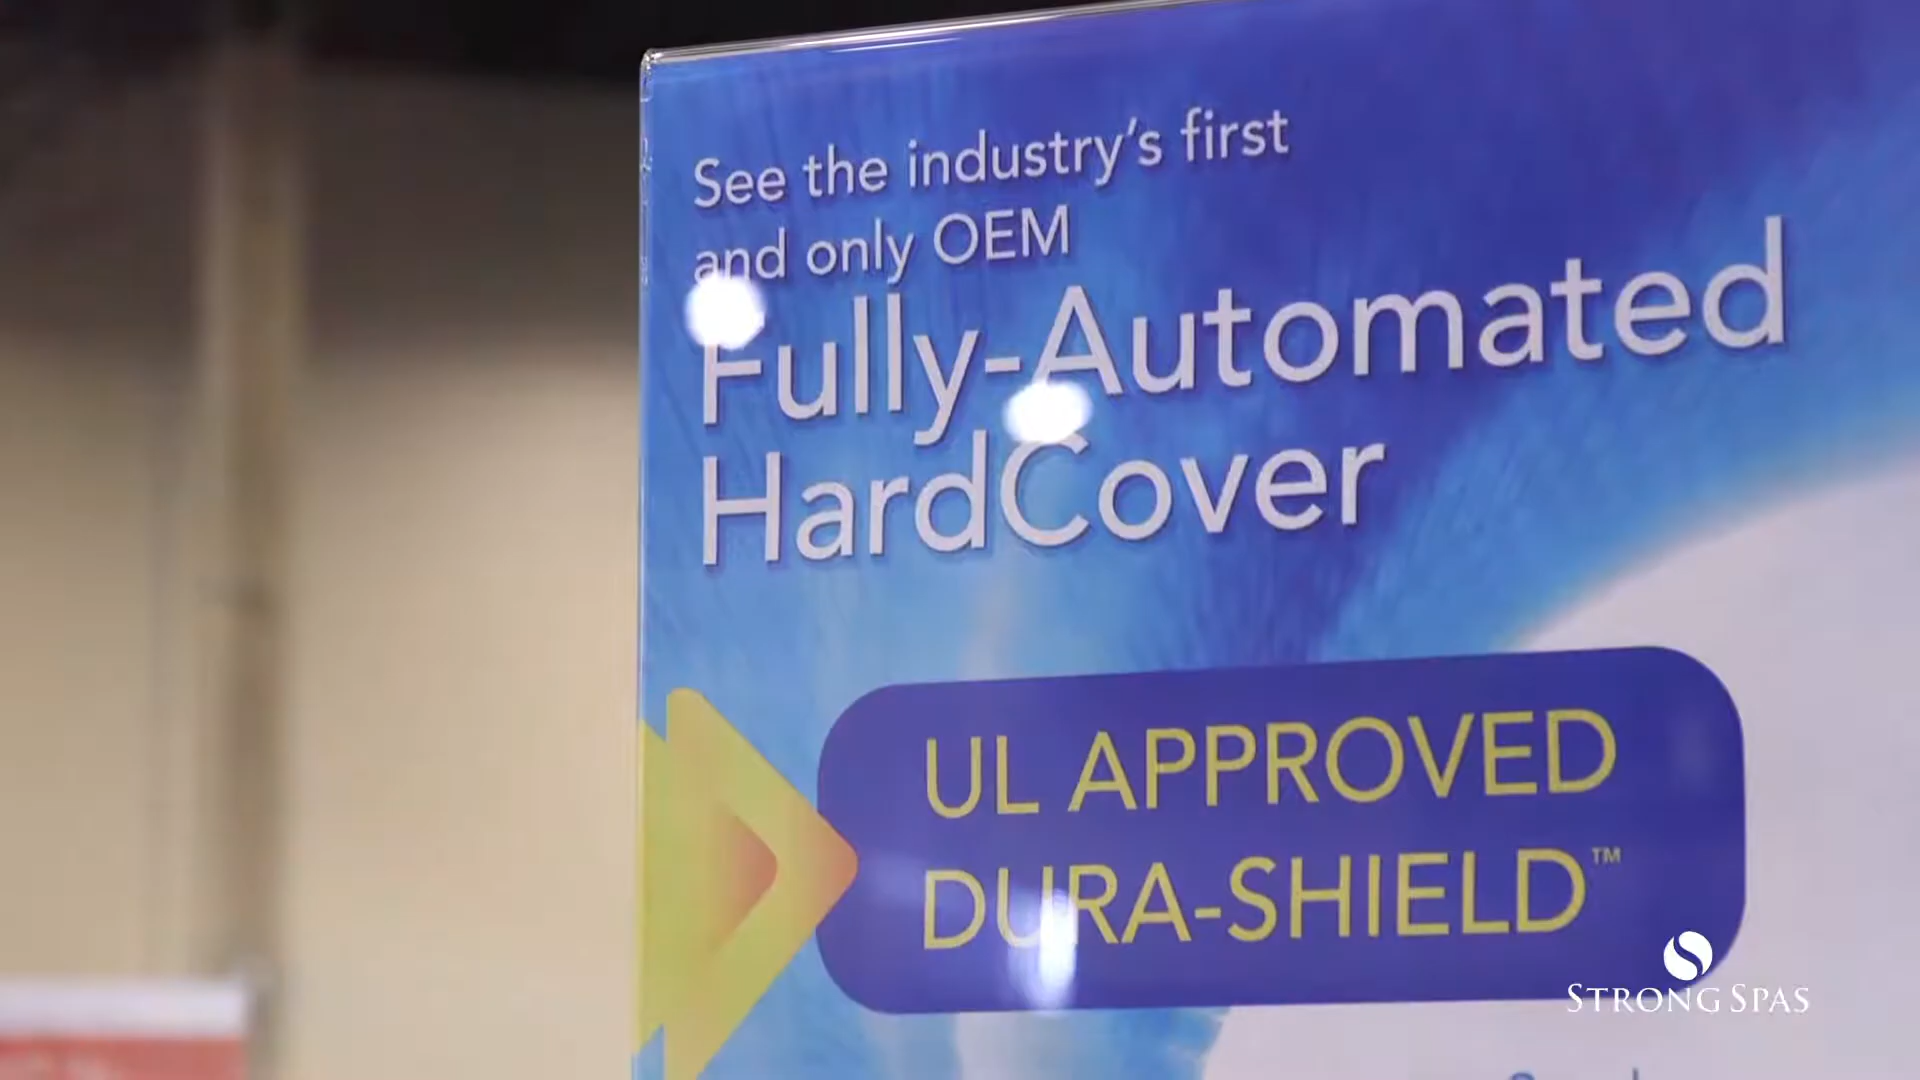 See the industry's first
and only OEM
Fully-Automated
HardCover
UL APPROVED
DURA-SHIELD™
STRONG SPAS